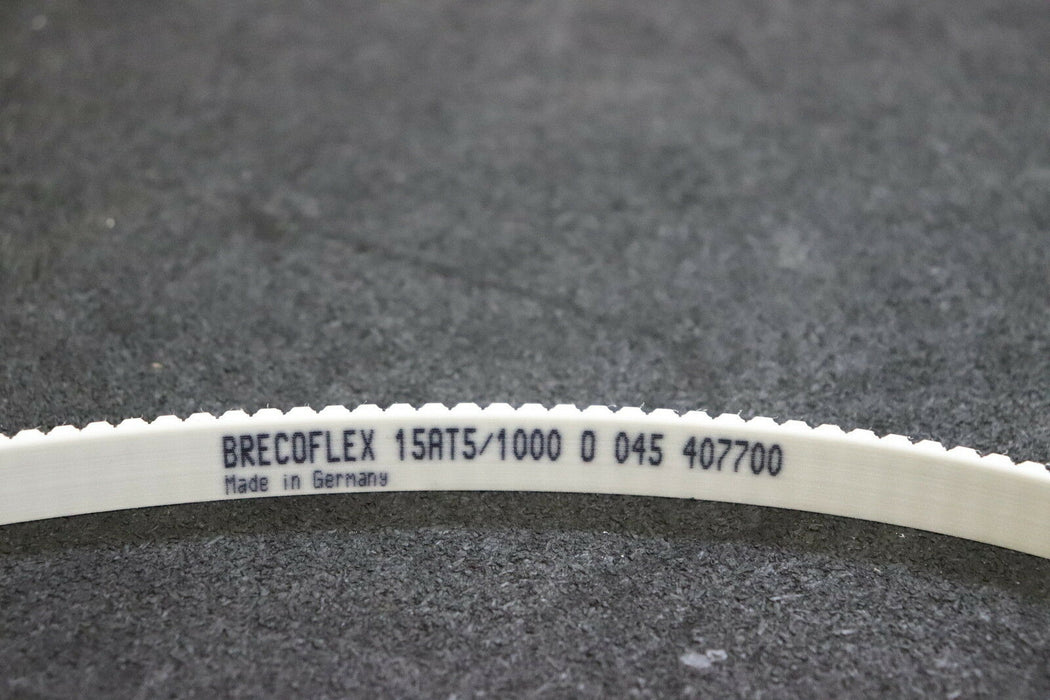 BRECOFLEX 15AT5/1000 0 045 407700
Made in Germany